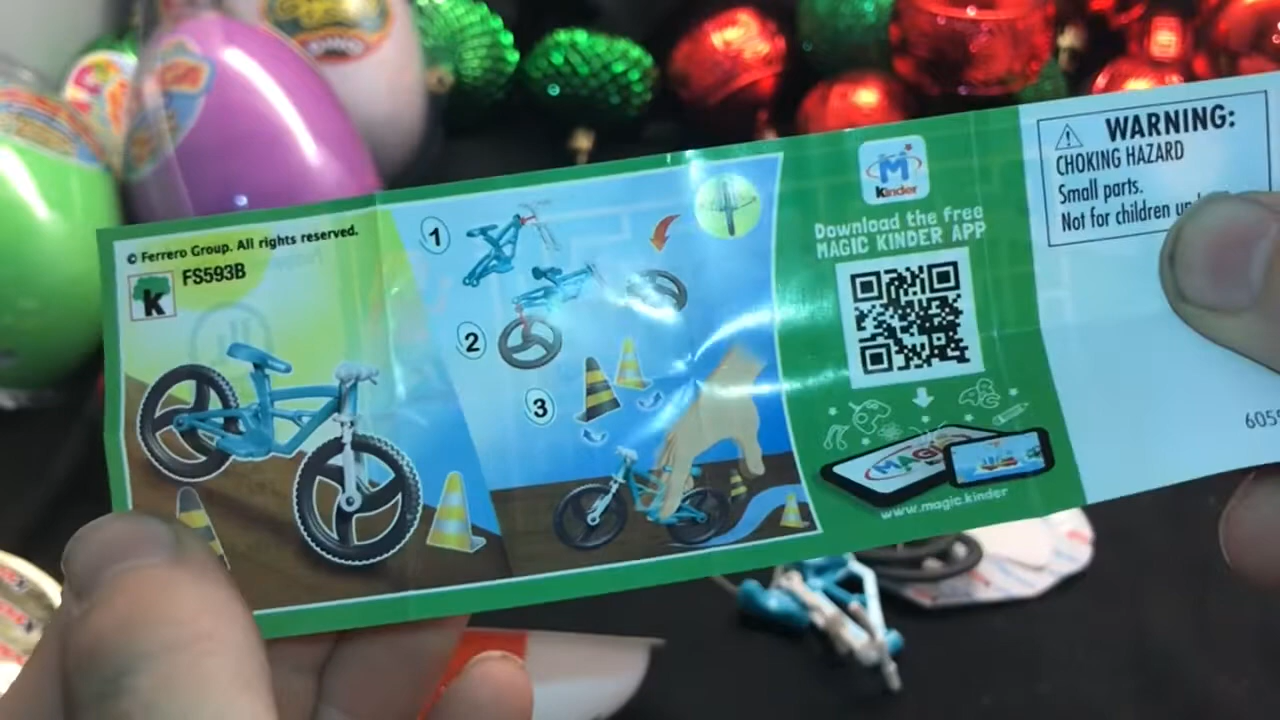 © Ferrero Group. All rights reserved.
K
FS593B
1
2
3
M
Kinder
Download the free
MAGIC KINDER APP
www.magic.kinder
WARNING:
CHOKING HAZARD
Small parts.
Not for children